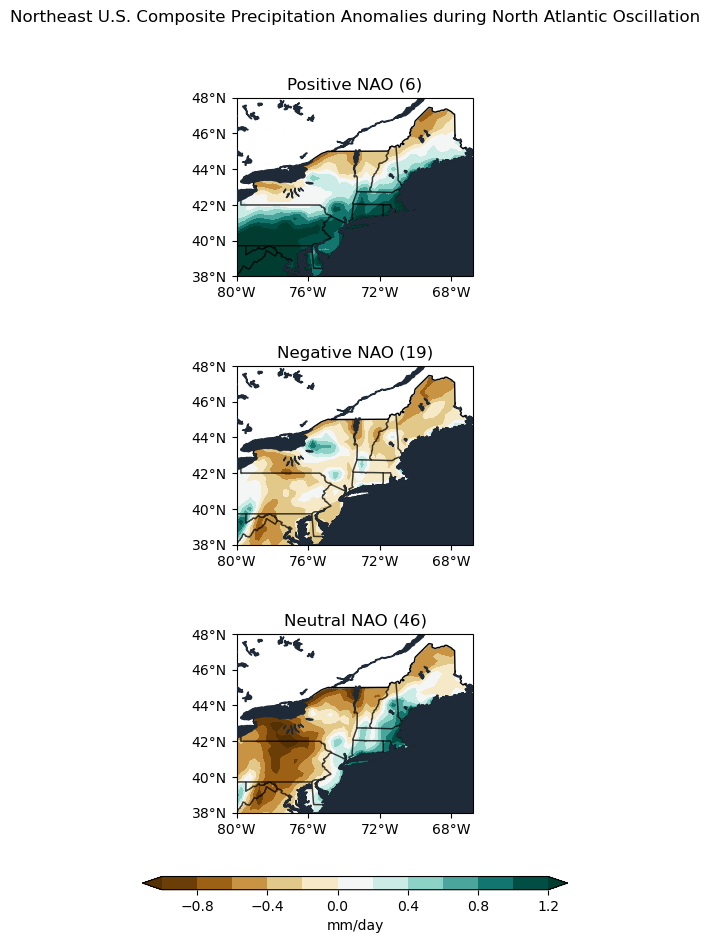 Northeast U.S. Composite Precipitation Anomalies during North Atlantic Oscillation
Positive NAO (6)
48°N
46°N
44°N
42°N
40°N
38°N
80°W 76°W 72°W 68°W
Negative NAO (19)
48°N
46°N
44°N
42°N
40°N
38°N
80°W 76°W 72°W 68°W
Neutral NAO (46)
48°N
46°N
44°N
42°N
40°N
38°N
80°W 76°W 72°W 68°W
−0.8 −0.4 0.0 0.4 0.8 1.2
mm/day